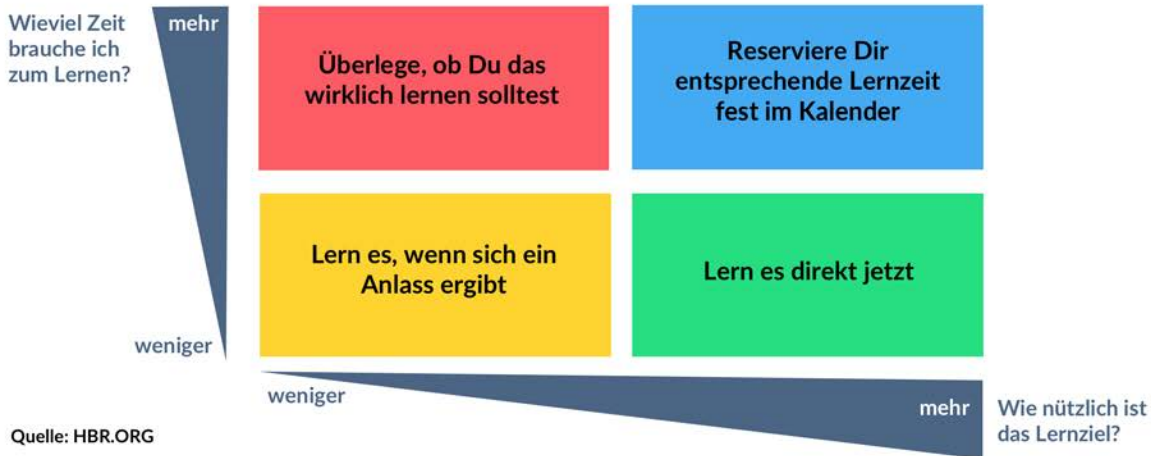 Wieviel Zeit
brauche ich
zum Lernen?
mehr
Überlege, ob Du das
wirklich lernen solltest
Reserviere Dir
entsprechende Lernzeit
fest im Kalender
Lern es, wenn sich ein
Anlass ergibt
Lern es direkt jetzt
weniger
weniger
mehr
Wie nützlich ist
das Lernziel?
Quelle: HBR.ORG